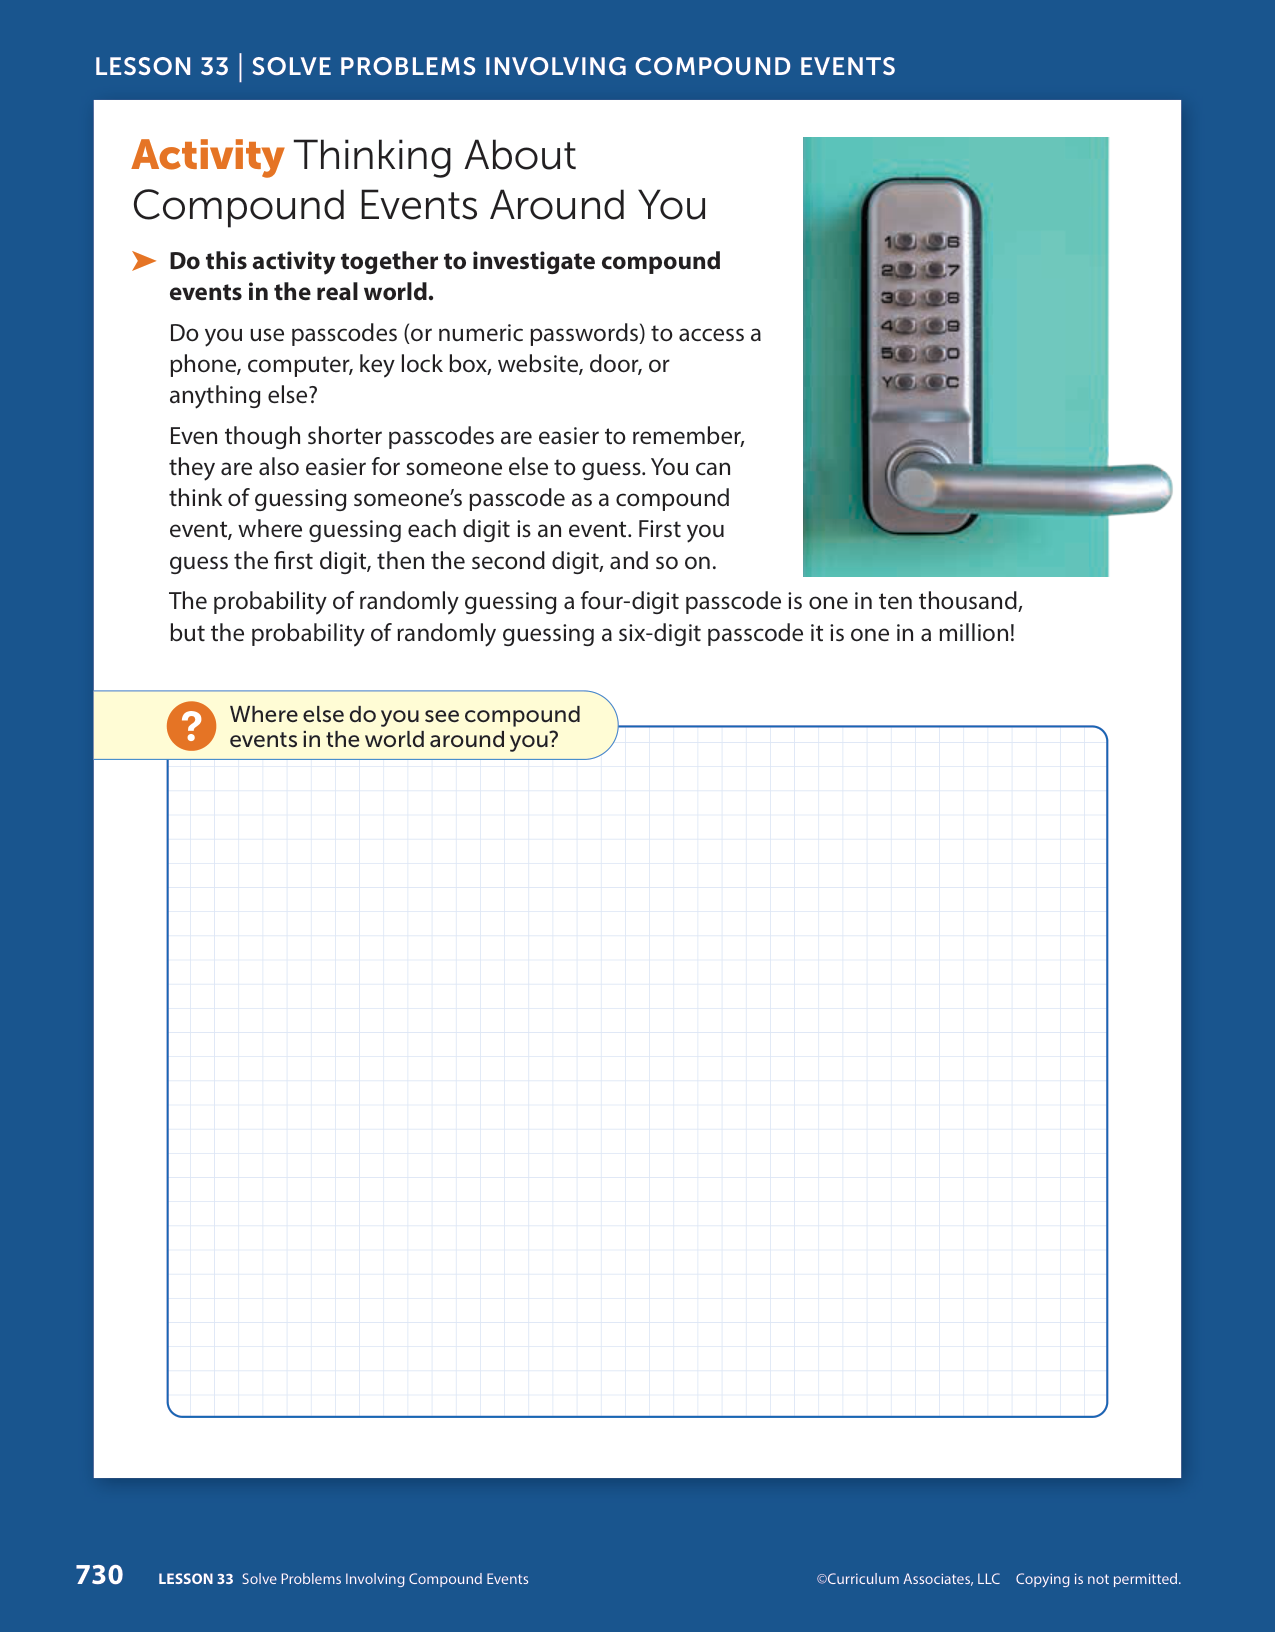 LESSON 33 | SOLVE PROBLEMS INVOLVING COMPOUND EVENTS
Activity Thinking About
Compound Events Around You
Do this activity together to investigate compound
events in the real world.
Do you use passcodes (or numeric passwords) to access a
phone, computer, key lock box, website, door, or
anything else?
Even though shorter passcodes are easier to remember,
they are also easier for someone else to guess. You can
think of guessing someone's passcode as a compound
event, where guessing each digit is an event. First you
guess the first digit, then the second digit, and so on.
The probability of randomly guessing a four-digit passcode is one in ten thousand,
but the probability of randomly guessing a six-digit passcode it is one in a million!
1 6
2 7
3 8
4 9
5 0
Y C
? Where else do you see compound
events in the world around you?
730 LESSON 33 Solve Problems Involving Compound Events
©Curriculum Associates, LLC Copying is not permitted.